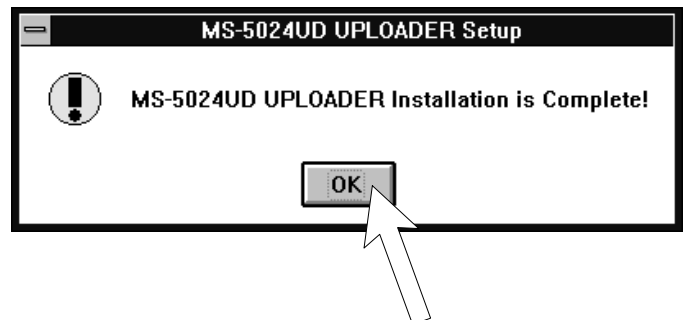 MS-5024UD UPLOADER Setup
MS-5024UD UPLOADER Installation is Complete!
OK